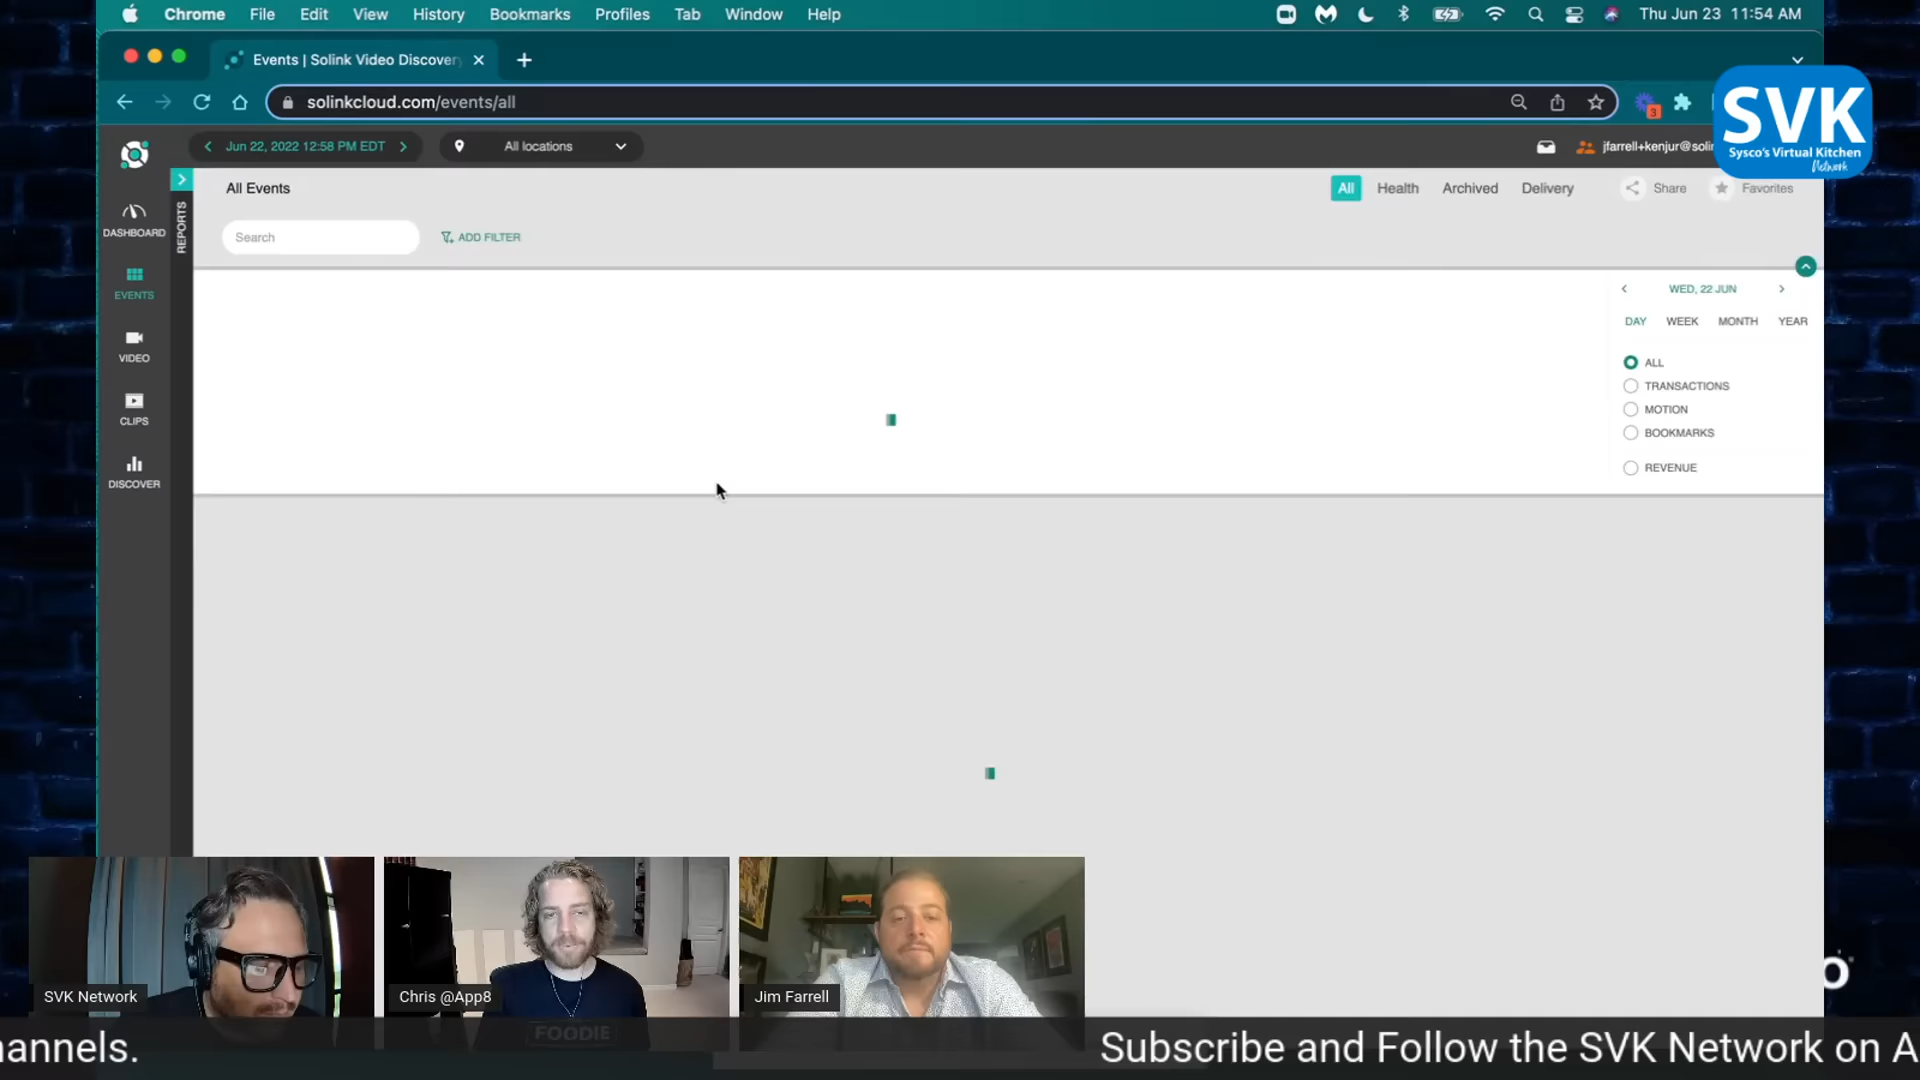 Chrome File Edit View History Bookmarks Profiles Tab Window Help Thu Jun 23 11:54 AM
Events | Solink Video Discover
solinkcloud.com/events/all
3
SVK
Sysco's Virtual Kitchen
Network
Jun 22, 2022 12:58 PM EDT
All locations
jfarrell+kenjur@soli
All Events
All Health Archived Delivery Share Favorites
REPORTS
DASHBOARD
Search
ADD FILTER
EVENTS
WED, 22 JUN
DAY WEEK MONTH YEAR
VIDEO
ALL
TRANSACTIONS
MOTION
CLIPS
BOOKMARKS
REVENUE
DISCOVER
SVK Network
Chris @App8
Jim Farrell
FOODIE
o
hannels.
Subscribe and Follow the SVK Network on A